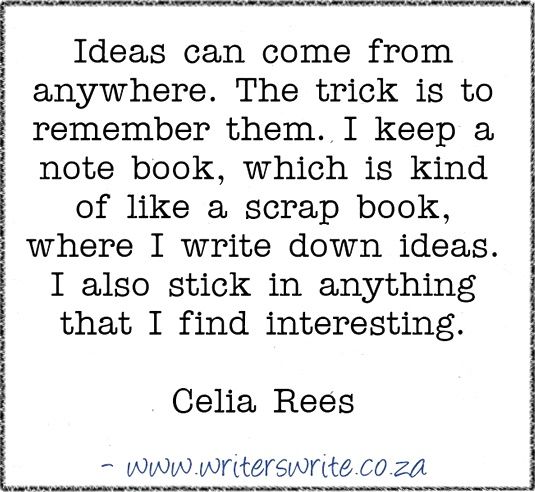 Ideas can come from
anywhere. The trick is to
remember them. I keep a
note book, which is kind
of like a scrap book,
where I write down ideas.
I also stick in anything
that I find interesting.
Celia Rees
- www.writerswrite.co.za